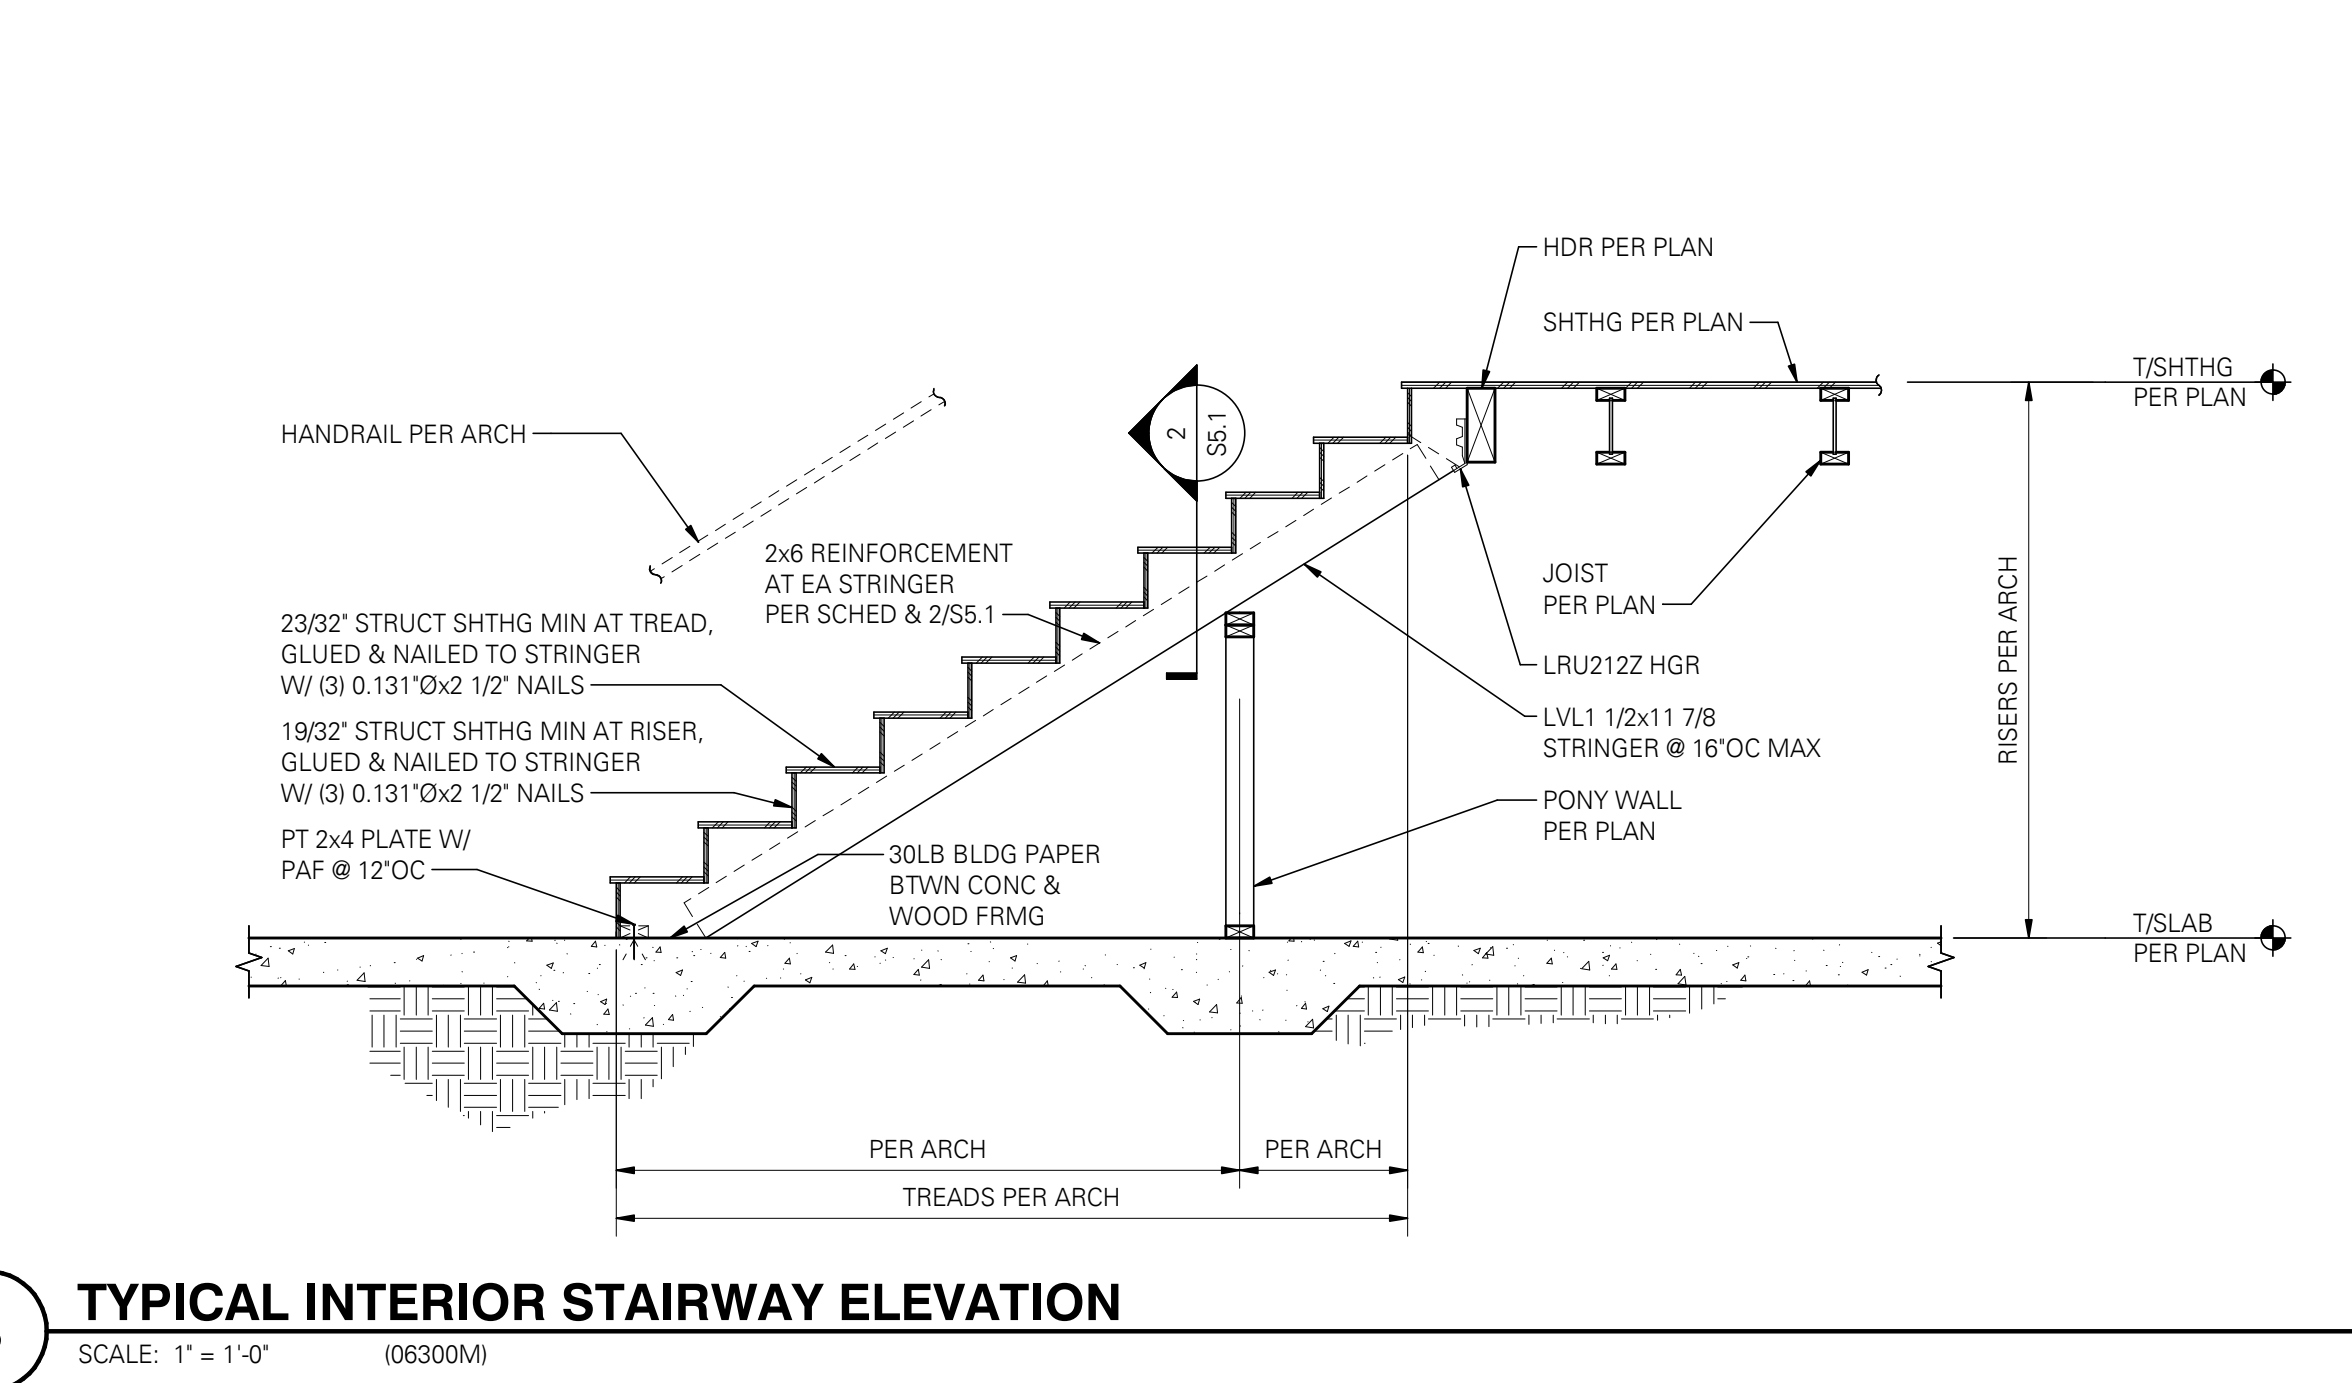 HDR PER PLAN
SHTHG PER PLAN
T/SHTHG
PER PLAN
HANDRAIL PER ARCH
2
S5.1
2x6 REINFORCEMENT
AT EA STRINGER
PER SCHED & 2/S5.1
JOIST
PER PLAN
RISERS PER ARCH
23/32" STRUCT SHTHG MIN AT TREAD,
GLUED & NAILED TO STRINGER
W/ (3) 0.131"Øx2 1/2" NAILS
LRU212Z HGR
LVL1 1/2x11 7/8
STRINGER @ 16"OC MAX
19/32" STRUCT SHTHG MIN AT RISER,
GLUED & NAILED TO STRINGER
W/ (3) 0.131"Øx2 1/2" NAILS
PONY WALL
PER PLAN
PT 2x4 PLATE W/
PAF @ 12"OC
30LB BLDG PAPER
BTWN CONC &
WOOD FRMG
T/SLAB
PER PLAN
PER ARCH
PER ARCH
TREADS PER ARCH
TYPICAL INTERIOR STAIRWAY ELEVATION
SCALE: 1" = 1'-0" (06300M)